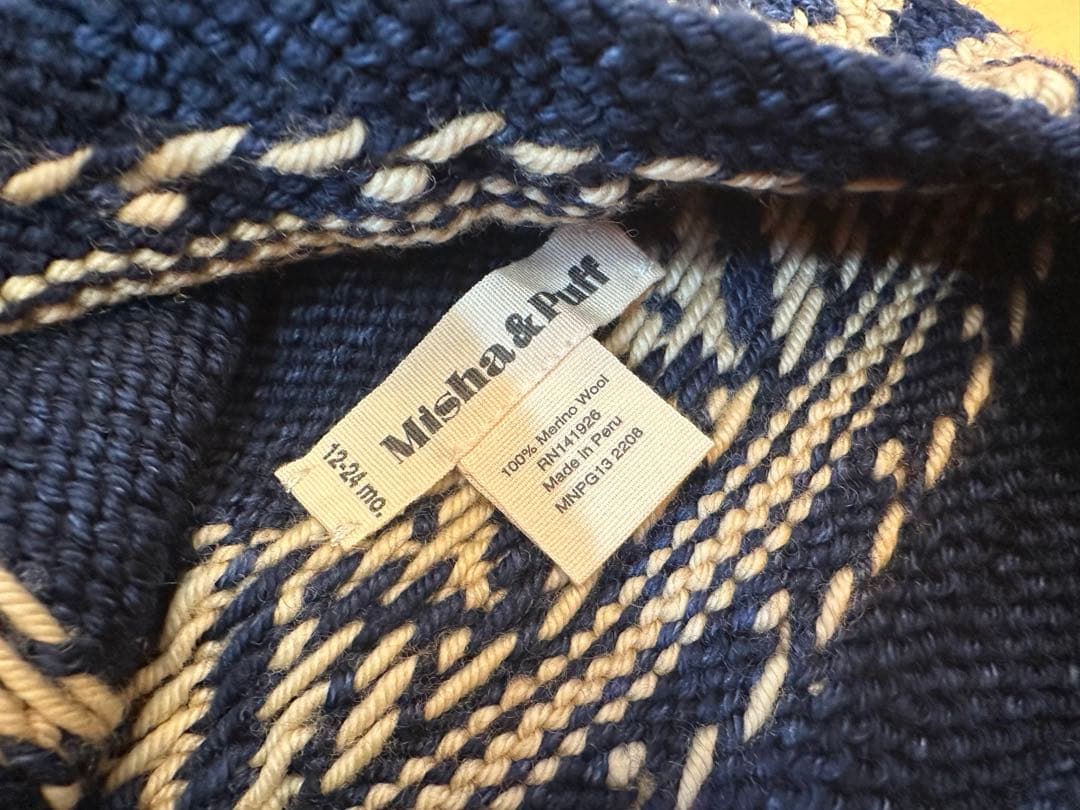 Misha & Puff
12-24 mo.
100% Merino Wool
RN141926
Made in Peru
MNPG13 2208